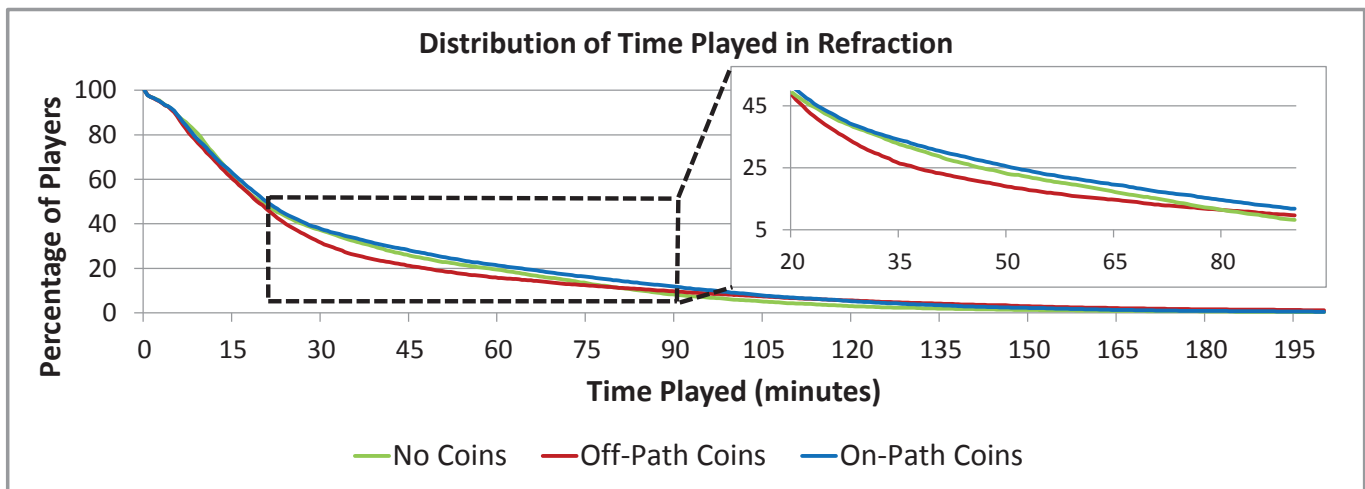 Distribution of Time Played in Refraction
Percentage of Players
100
80
60
40
20
0
0 15 30 45 60 75 90 105 120 135 150 165 180 195
Time Played (minutes)
45
25
5
20 35 50 65 80
No Coins Off-Path Coins On-Path Coins